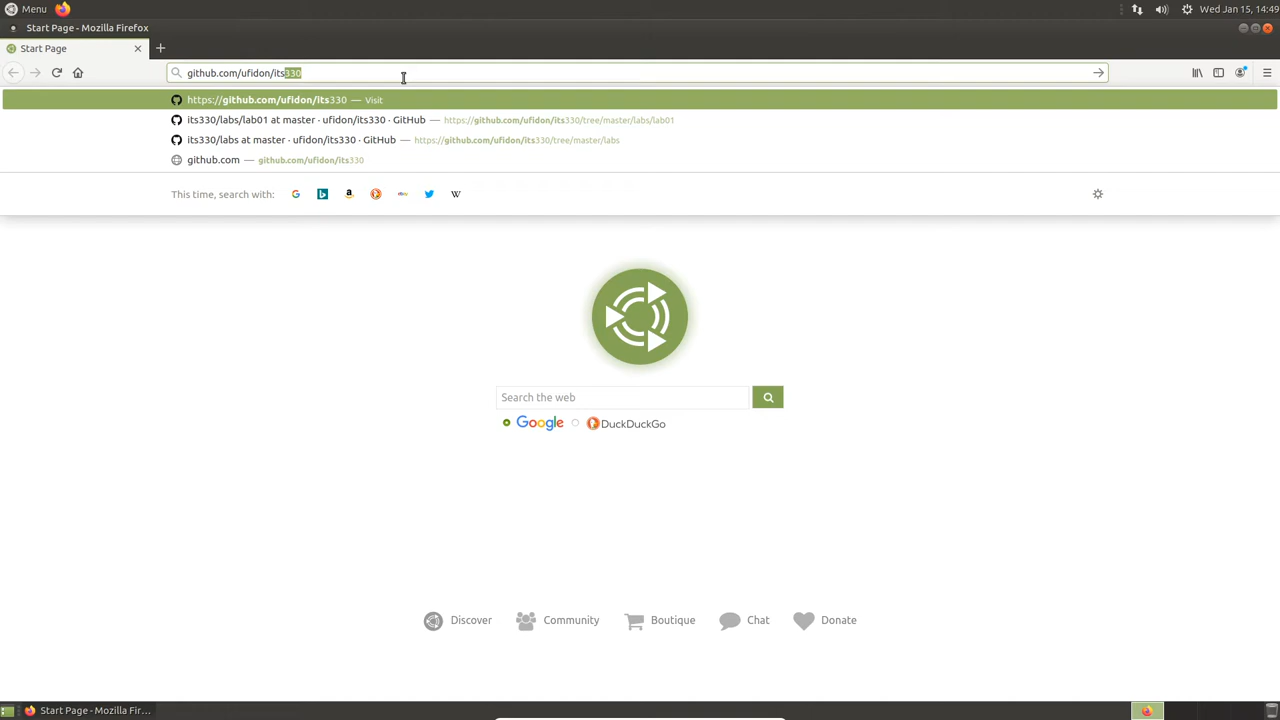 Menu
Wed Jan 15, 14:49
Start Page - Mozilla Firefox
Start Page
github.com/ufidon/its330
https://github.com/ufidon/its330 — Visit
its330/labs/lab01 at master · ufidon/its330 · GitHub — https://github.com/ufidon/its330/tree/master/labs/lab01
its330/labs at master · ufidon/its330 · GitHub — https://github.com/ufidon/its330/tree/master/labs
github.com — github.com/ufidon/its330
This time, search with: G b a ebay W
Search the web
Google DuckDuckGo
Discover Community Boutique Chat Donate
Start Page - Mozilla Fir...